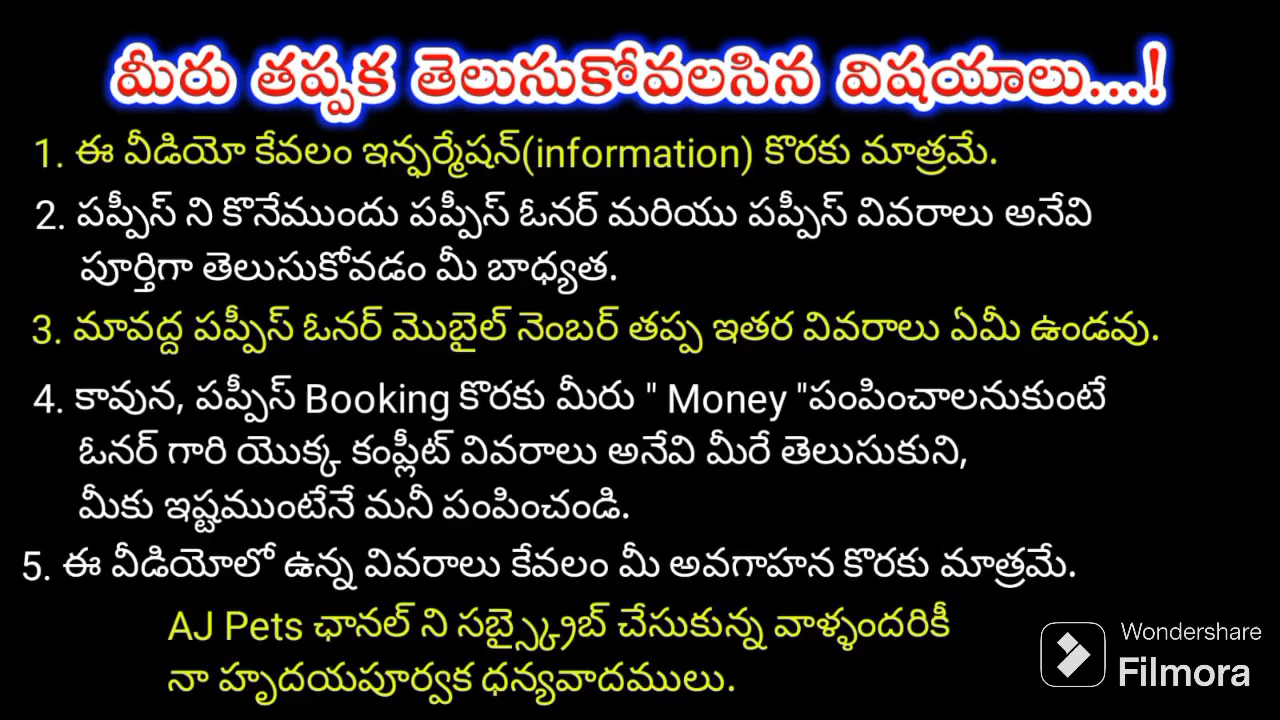 మీరు తప్పక తెలుసుకోవలసిన విషయాలు...!
1. ఈ వీడియో కేవలం ఇన్ఫర్మేషన్(information) కొరకు మాత్రమే.
2. పప్పీస్ ని కొనేముందు పప్పీస్ ఓనర్ మరియు పప్పీస్ వివరాలు అనేవి
పూర్తిగా తెలుసుకోవడం మీ బాధ్యత.
3. మావద్ద పప్పీస్ ఓనర్ మొబైల్ నెంబర్ తప్ప ఇతర వివరాలు ఏమీ ఉండవు.
4. కావున, పప్పీస్ Booking కొరకు మీరు " Money "పంపించాలనుకుంటే
ఓనర్ గారి యొక్క కంప్లీట్ వివరాలు అనేవి మీరే తెలుసుకుని,
మీకు ఇష్టముంటేనే మనీ పంపించండి.
5. ఈ వీడియోలో ఉన్న వివరాలు కేవలం మీ అవగాహన కొరకు మాత్రమే.
AJ Pets ఛానల్ ని సబ్స్క్రైబ్ చేసుకున్న వాళ్ళందరికీ
నా హృదయపూర్వక ధన్యవాదములు.
Wondershare
Filmora